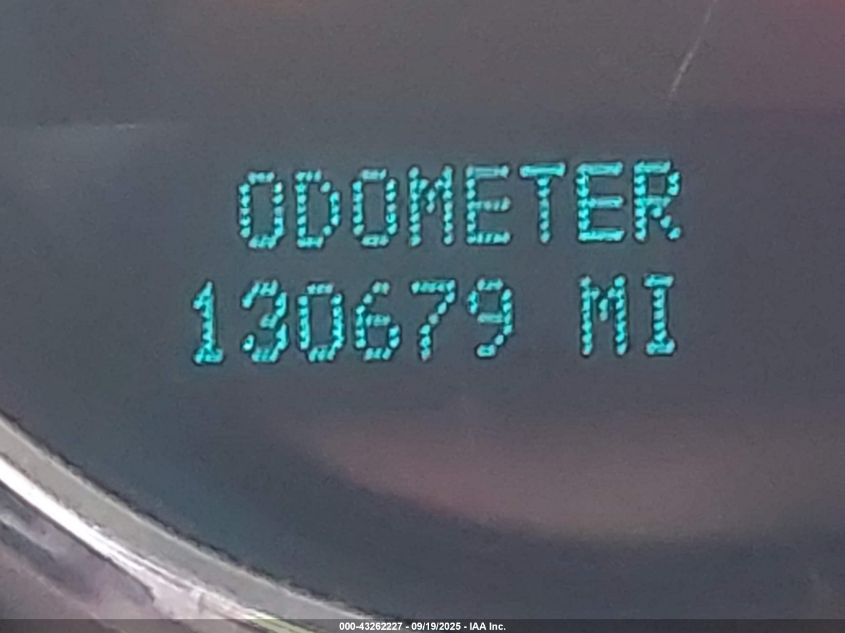 ODOMETER
130679 MI
000-43262227 - 09/19/2025 - IAA Inc.